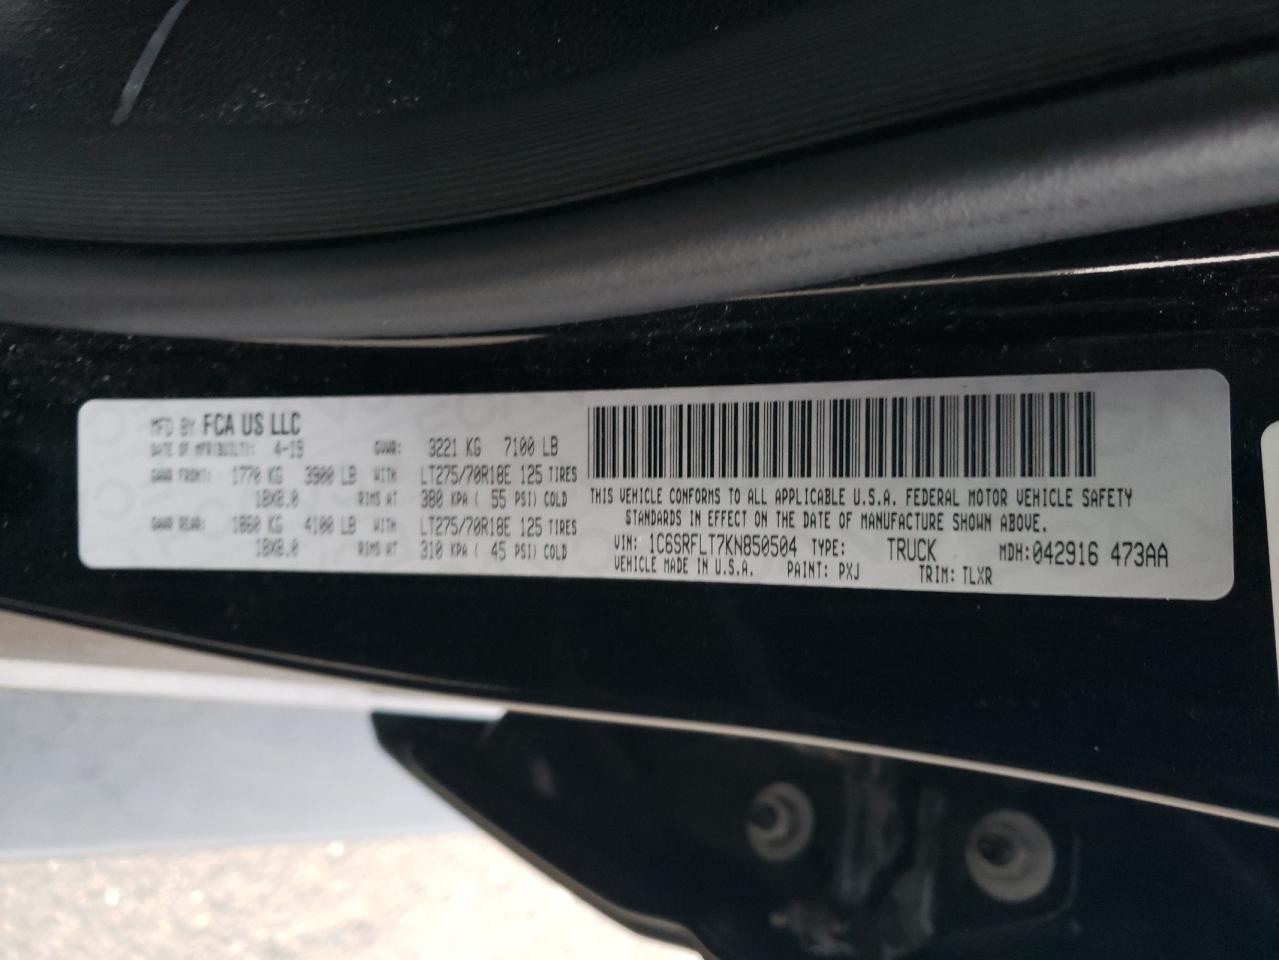 MFD BY FCA US LLC
DATE OF MFR(BUILT): 4-19 GVWR: 3221 KG 7100 LB
GAWR FRONT: 1770 KG 3900 LB WITH LT275/70R18E 125 TIRES
18X8.0 RIMS AT 380 KPA ( 55 PSI) COLD
GAWR REAR: 1860 KG 4100 LB WITH LT275/70R18E 125 TIRES
18X8.0 RIMS AT 310 KPA ( 45 PSI) COLD
THIS VEHICLE CONFORMS TO ALL APPLICABLE U.S.A. FEDERAL MOTOR VEHICLE SAFETY
STANDARDS IN EFFECT ON THE DATE OF MANUFACTURE SHOWN ABOVE.
VIN: 1C6SRFLT7KN850504 TYPE: TRUCK MDH:042916 473AA
VEHICLE MADE IN U.S.A. PAINT: PXJ TRIM: TLXR